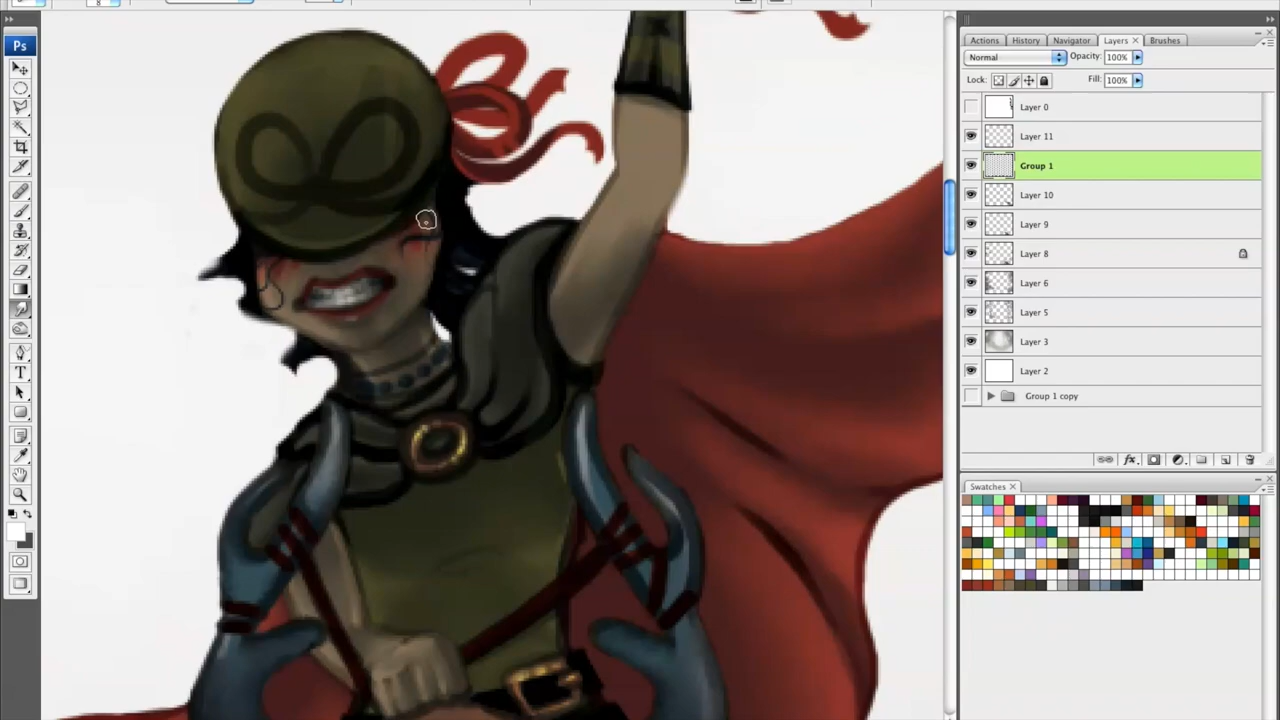 Ps
Actions History Navigator Layers Brushes
Normal Opacity: 100%
Lock: Fill: 100%
Layer 0
Layer 11
Group 1
Layer 10
Layer 9
Layer 8
Layer 6
Layer 5
Layer 3
Layer 2
Group 1 copy
fx
Swatches
T